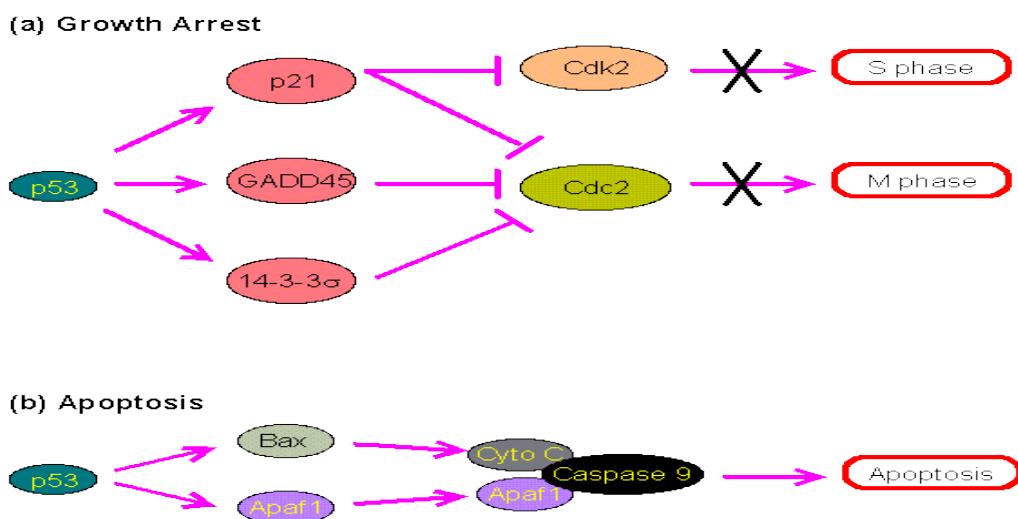 (a) Growth Arrest
p21
Cdk2
S phase
p53
GADD45
Cdc2
M phase
14-3-3σ
(b) Apoptosis
Bax
Cyto C
p53
Caspase 9
Apoptosis
Apaf1
Apaf1